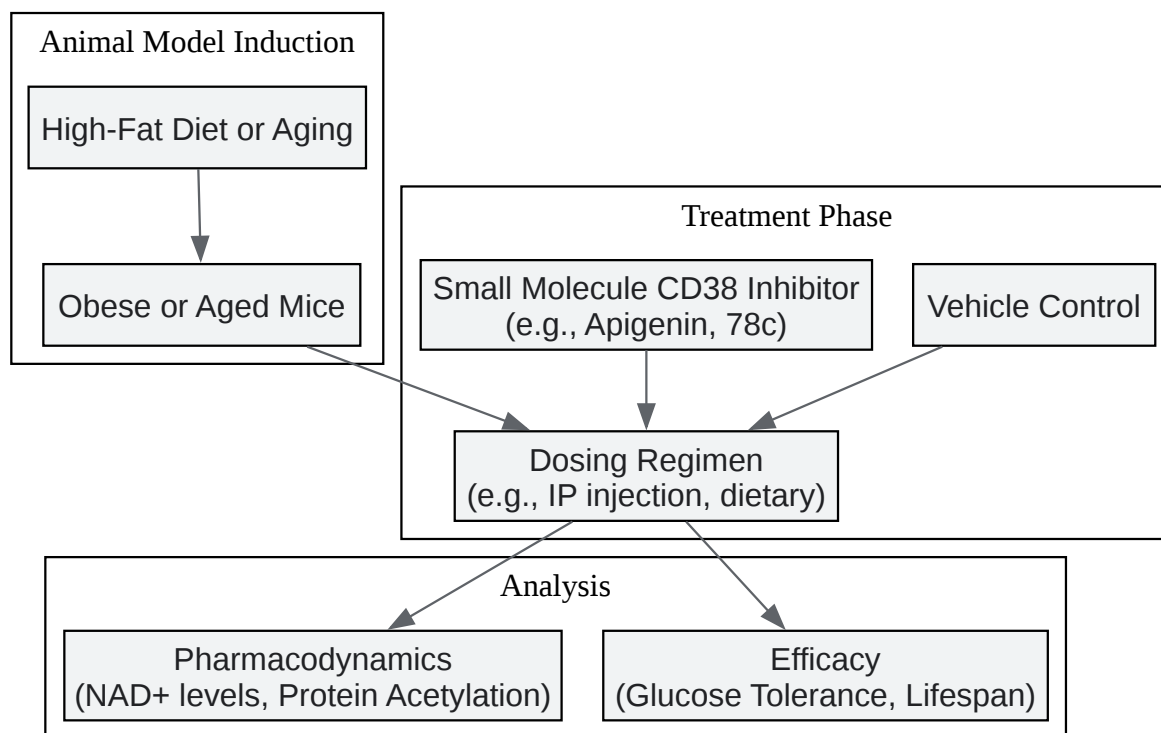 Animal Model Induction
High-Fat Diet or Aging
Obese or Aged Mice
Treatment Phase
Small Molecule CD38 Inhibitor
(e.g., Apigenin, 78c)
Vehicle Control
Dosing Regimen
(e.g., IP injection, dietary)
Analysis
Pharmacodynamics
(NAD+ levels, Protein Acetylation)
Efficacy
(Glucose Tolerance, Lifespan)